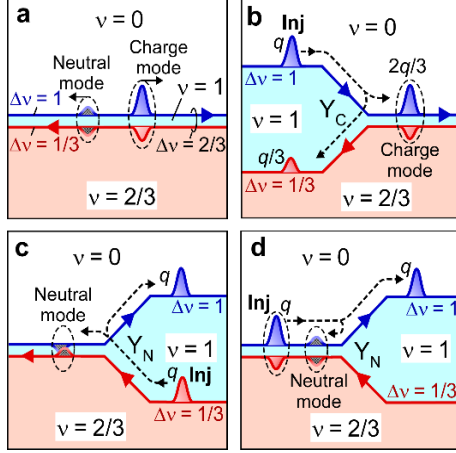 a
ν = 0
Neutral mode
Charge mode
Δν = 1
ν = 1
Δν = 1/3
Δν = 2/3
ν = 2/3
b
ν = 0
Inj
q
Δν = 1
2q/3
ν = 1
Y_C
q/3
Δν = 1/3
Charge mode
ν = 2/3
c
ν = 0
q
Neutral mode
Δν = 1
Y_N
ν = 1
q
Inj
Δν = 1/3
ν = 2/3
d
ν = 0
q
Inj
q
Δν = 1
Y_N
ν = 1
Neutral mode
Δν = 1/3
ν = 2/3